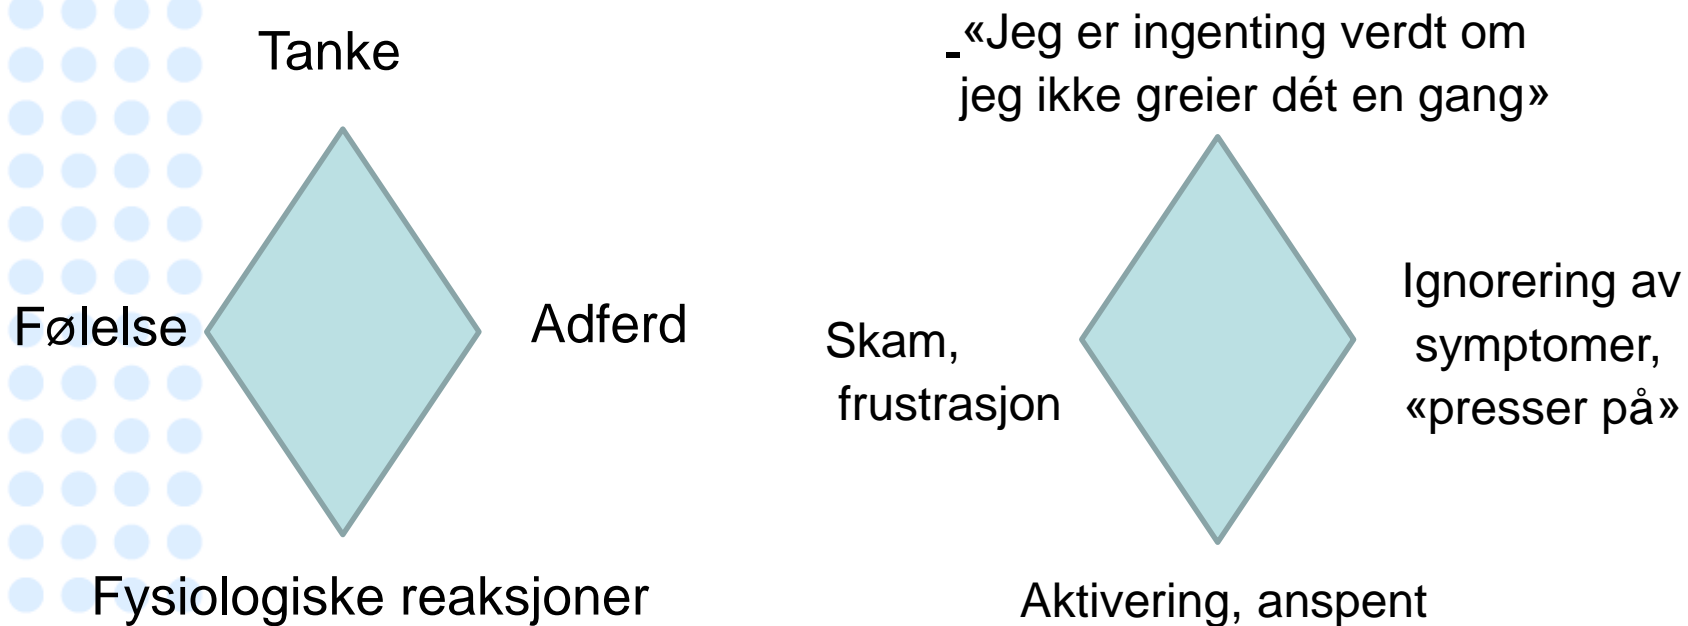 Tanke
Følelse
Adferd
Fysiologiske reaksjoner
-«Jeg er ingenting verdt om
jeg ikke greier dét en gang»
Skam,
frustrasjon
Ignorering av
symptomer,
«presser på»
Aktivering, anspent